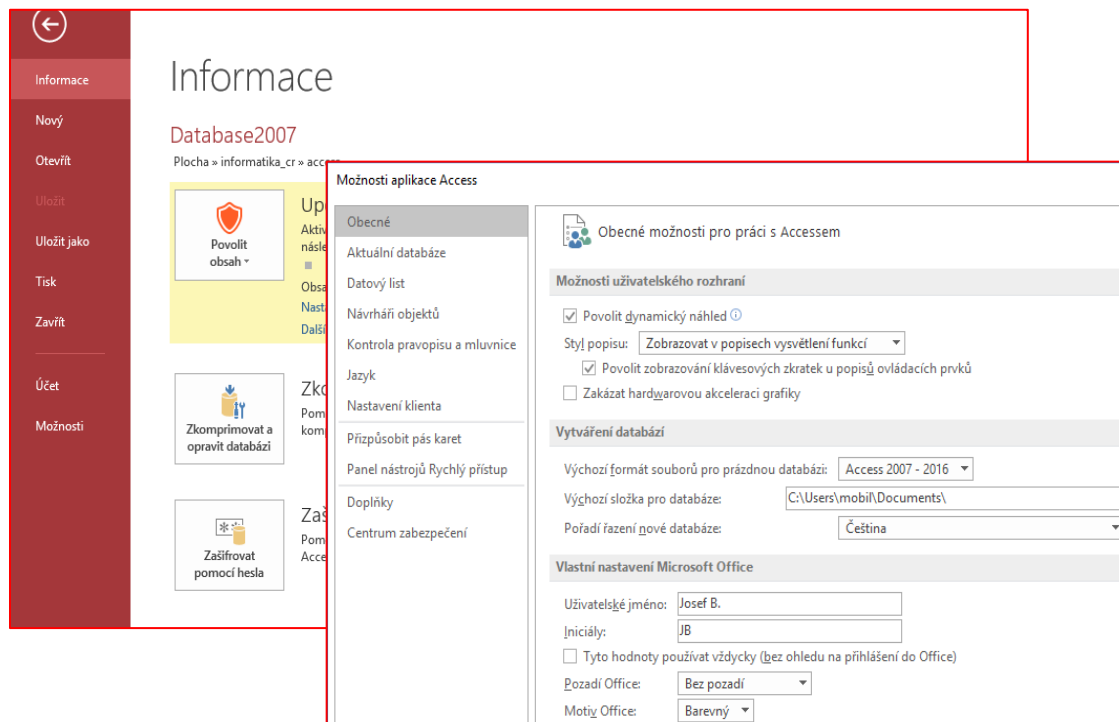 Informace
Nový
Otevřít
Uložit
Uložit jako
Tisk
Zavřít
Účet
Možnosti
Informace
Database2007
Plocha » informatika_cr »
Povolit
obsah
Zkomprimovat a
opravit databázi
Zašifrovat
pomocí hesla
Možnosti aplikace Access
Obecné
Aktuální databáze
Datový list
Návrháři objektů
Kontrola pravopisu a mluvnice
Jazyk
Nastavení klienta
Přizpůsobit pás karet
Panel nástrojů Rychlý přístup
Doplňky
Centrum zabezpečení
Obecné možnosti pro práci s Accessem
Možnosti uživatelského rozhraní
Povolit dynamický náhled
Styl popisu: Zobrazovat v popisech vysvětlení funkcí
Povolit zobrazování klávesových zkratek u popisů ovládacích prvků
Zakázat hardwarovou akceleraci grafiky
Vytváření databází
Výchozí formát souborů pro prázdnou databázi: Access 2007 - 2016
Výchozí složka pro databáze: C:\Users\mobil\Documents\
Pořadí řazení nové databáze: Čeština
Vlastní nastavení Microsoft Office
Uživatelské jméno: Josef B.
Iniciály: JB
Tyto hodnoty používat vždycky (bez ohledu na přihlášení do Office)
Pozadí Office: Bez pozadí
Motiv Office: Barevný